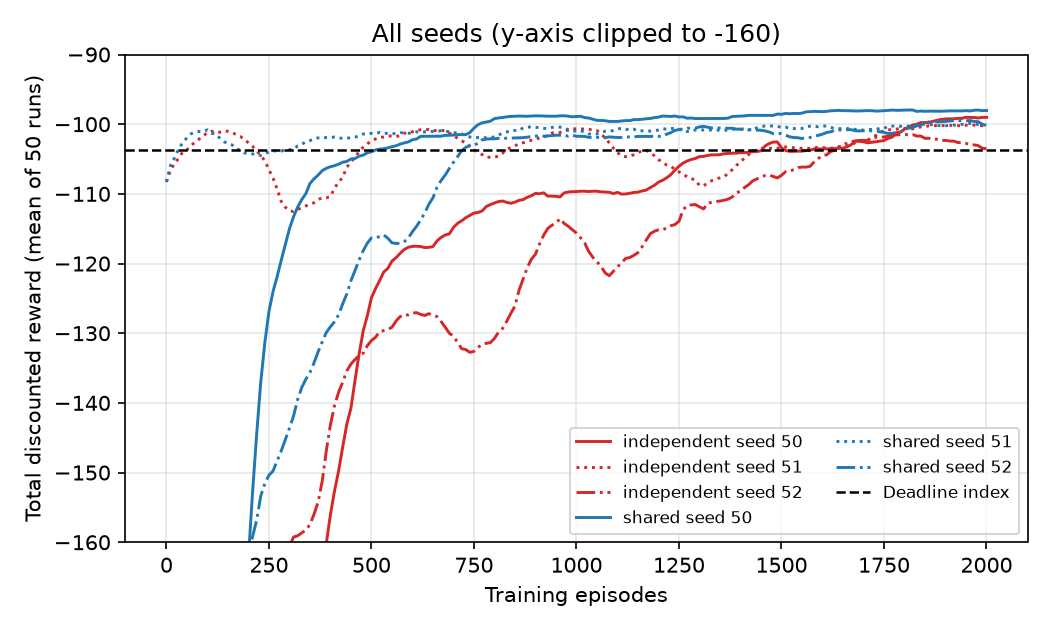 All seeds (y-axis clipped to -160)
Total discounted reward (mean of 50 runs)
−90
−100
−110
−120
−130
−140
−150
−160
0 250 500 750 1000 1250 1500 1750 2000
Training episodes
independent seed 50
independent seed 51
independent seed 52
shared seed 50
shared seed 51
shared seed 52
Deadline index